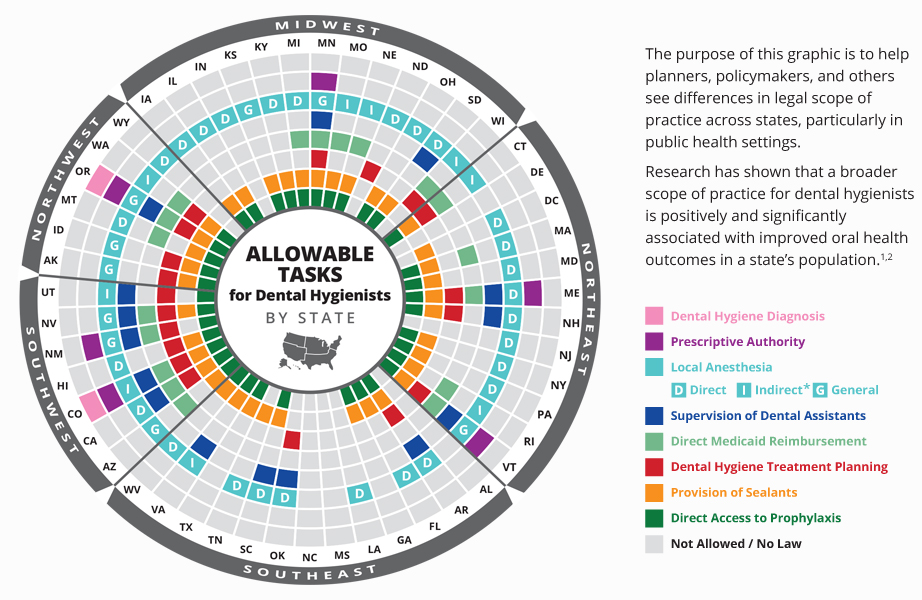 MIDWEST
IA
IL
IN
KS
KY
MI
MN
MO
NE
ND
OH
SD
WI
NORTHEAST
CT
DE
DC
MA
MD
ME
NH
NJ
NY
PA
RI
VT
SOUTHEAST
AL
AR
FL
GA
LA
MS
NC
OK
SC
TN
TX
VA
WV
SOUTHWEST
AZ
CA
CO
HI
NM
NV
UT
NORTHWEST
AK
ID
MT
OR
WA
WY
ALLOWABLE
TASKS
for Dental Hygienists
BY STATE
The purpose of this graphic is to help
planners, policymakers, and others
see differences in legal scope of
practice across states, particularly in
public health settings.
Research has shown that a broader
scope of practice for dental hygienists
is positively and significantly
associated with improved oral health
outcomes in a state's population.1,2
Dental Hygiene Diagnosis
Prescriptive Authority
Local Anesthesia
D Direct I Indirect* G General
Supervision of Dental Assistants
Direct Medicaid Reimbursement
Dental Hygiene Treatment Planning
Provision of Sealants
Direct Access to Prophylaxis
Not Allowed / No Law